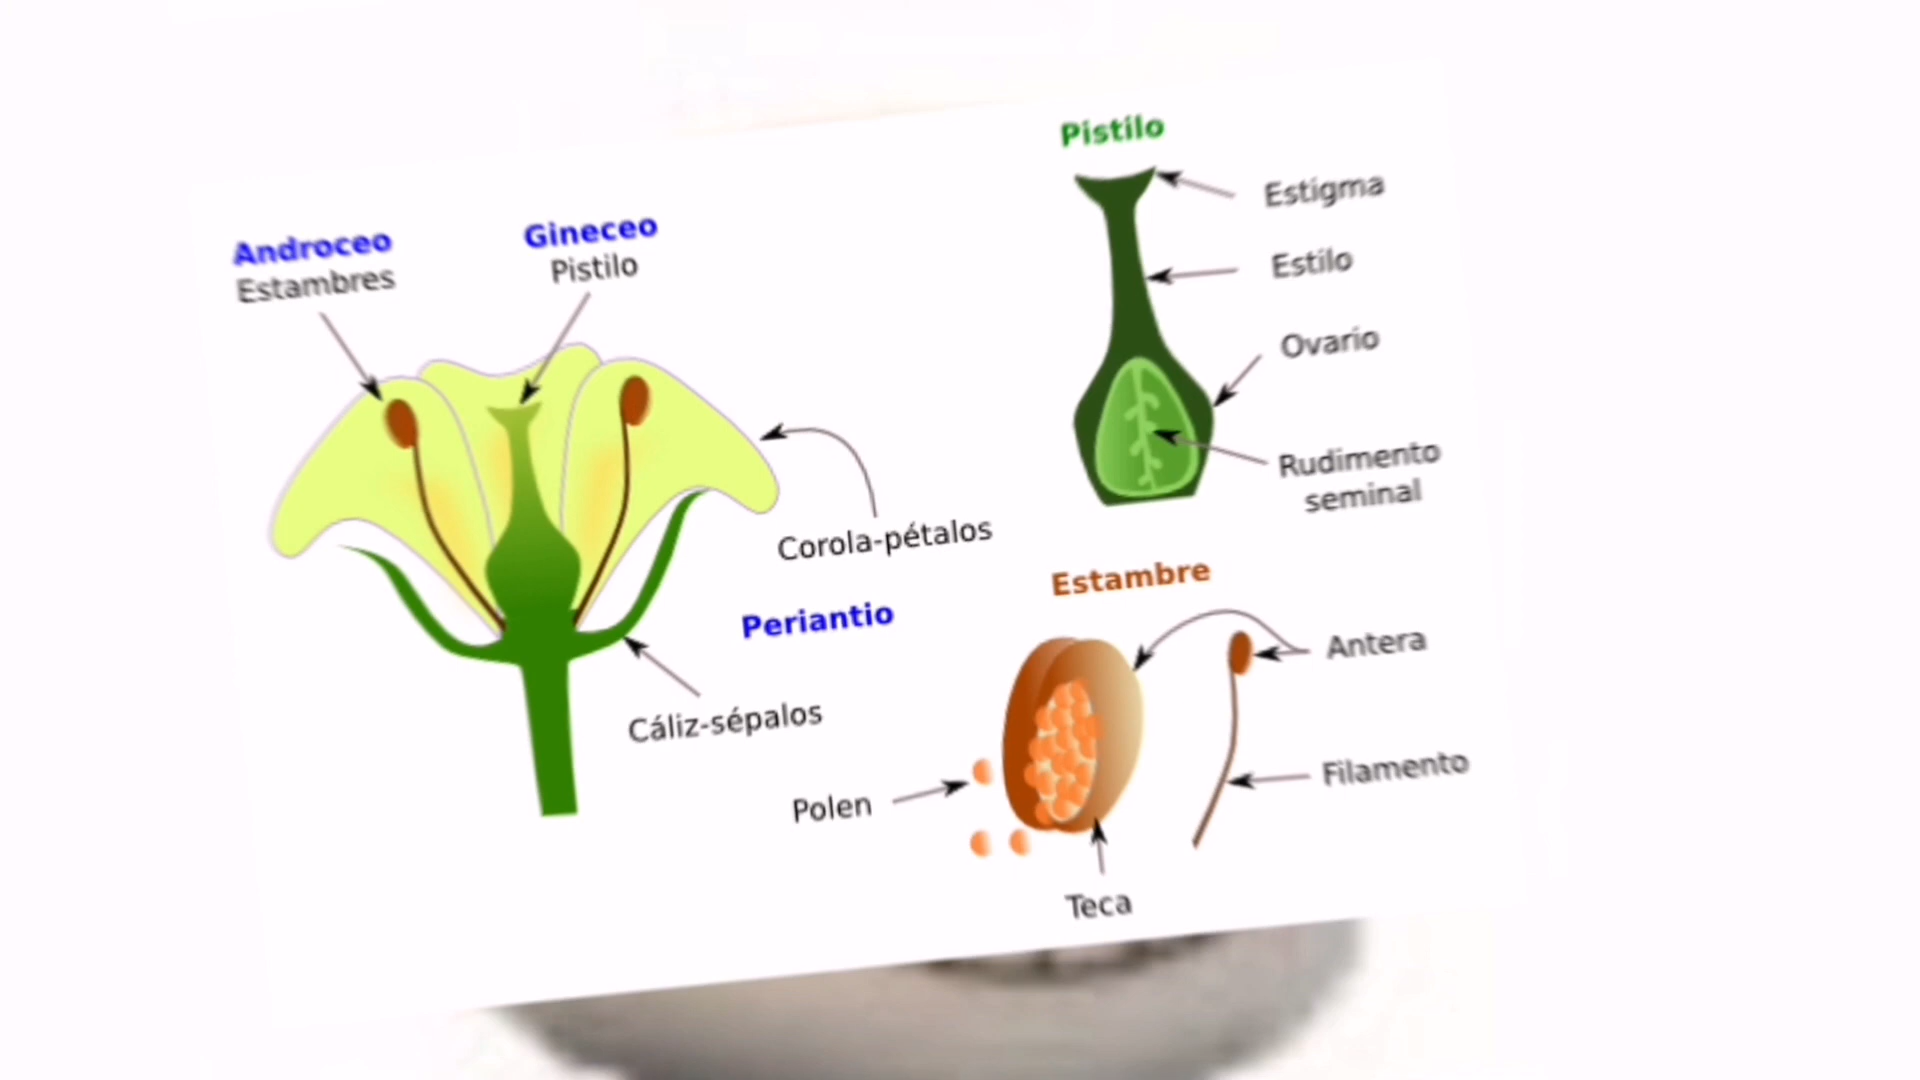 Androceo
Estambres
Gineceo
Pistilo
Corola-pétalos
Periantio
Cáliz-sépalos
Pistilo
Estigma
Estilo
Ovario
Rudimento
seminal
Estambre
Antera
Filamento
Polen
Teca